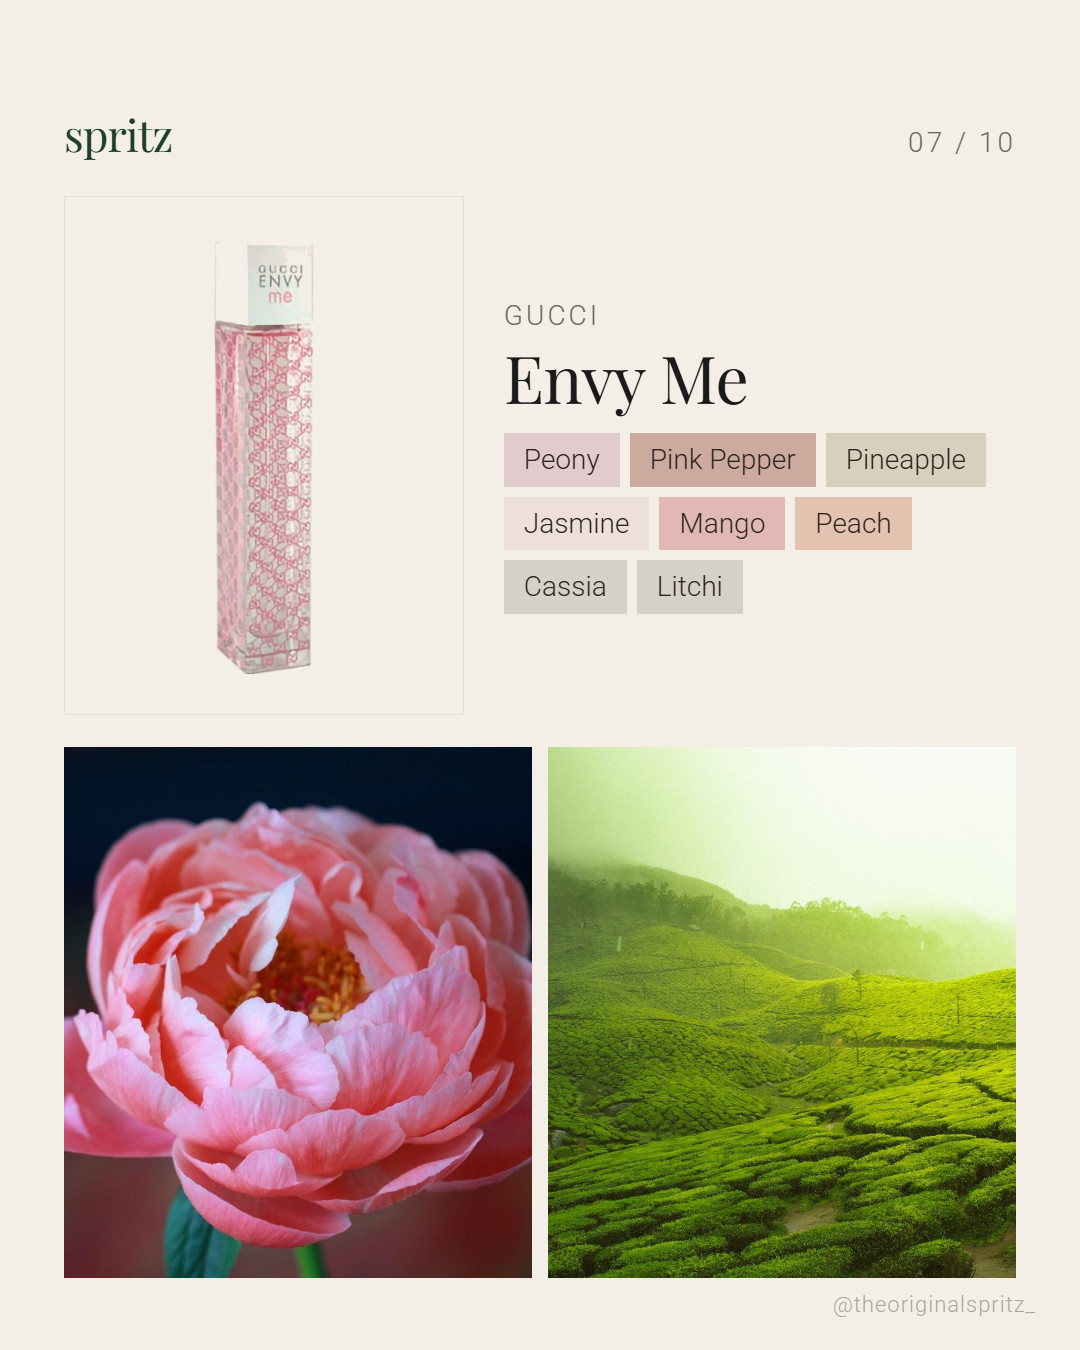 spritz
07 / 10
GUCCI
ENVY
me
GUCCI
Envy Me
Peony
Pink Pepper
Pineapple
Jasmine
Mango
Peach
Cassia
Litchi
@theoriginalspritz_